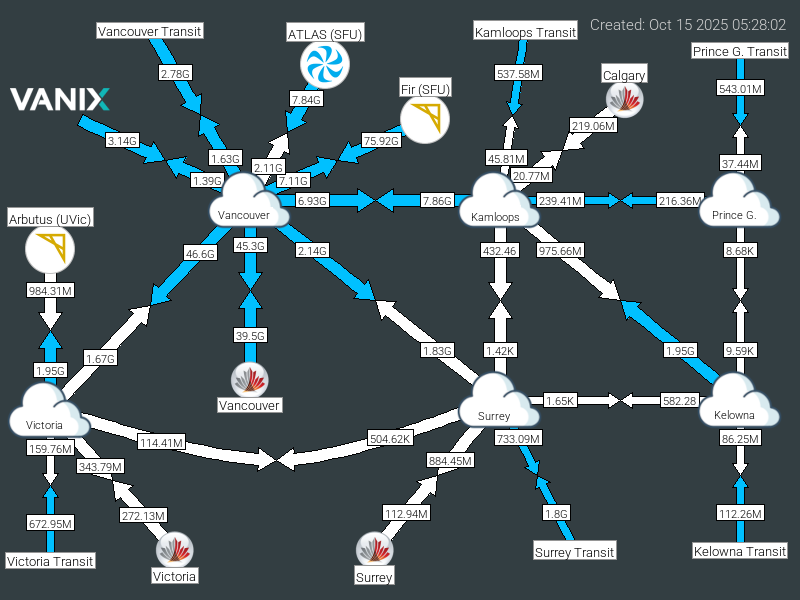 Created: Oct 15 2025 05:28:02
Vancouver Transit
ATLAS (SFU)
Kamloops Transit
Prince G. Transit
2.78G
537.58M
Calgary
543.01M
Fir (SFU)
VANIX
7.84G
219.06M
3.14G
75.92G
1.63G
2.11G
45.81M
37.44M
1.39G
7.11G
20.77M
6.93G
7.86G
239.41M
216.36M
Vancouver
Kamloops
Prince G.
Arbutus (UVic)
46.6G
45.3G
2.14G
432.46
975.66M
8.68K
984.31M
39.5G
1.67G
1.83G
1.42K
1.95G
9.59K
1.95G
Vancouver
1.65K
582.28
Victoria
Surrey
Kelowna
159.76M
114.41M
504.62K
733.09M
86.25M
343.79M
884.45M
672.95M
272.13M
112.94M
1.8G
112.26M
Victoria Transit
Victoria
Surrey
Surrey Transit
Kelowna Transit